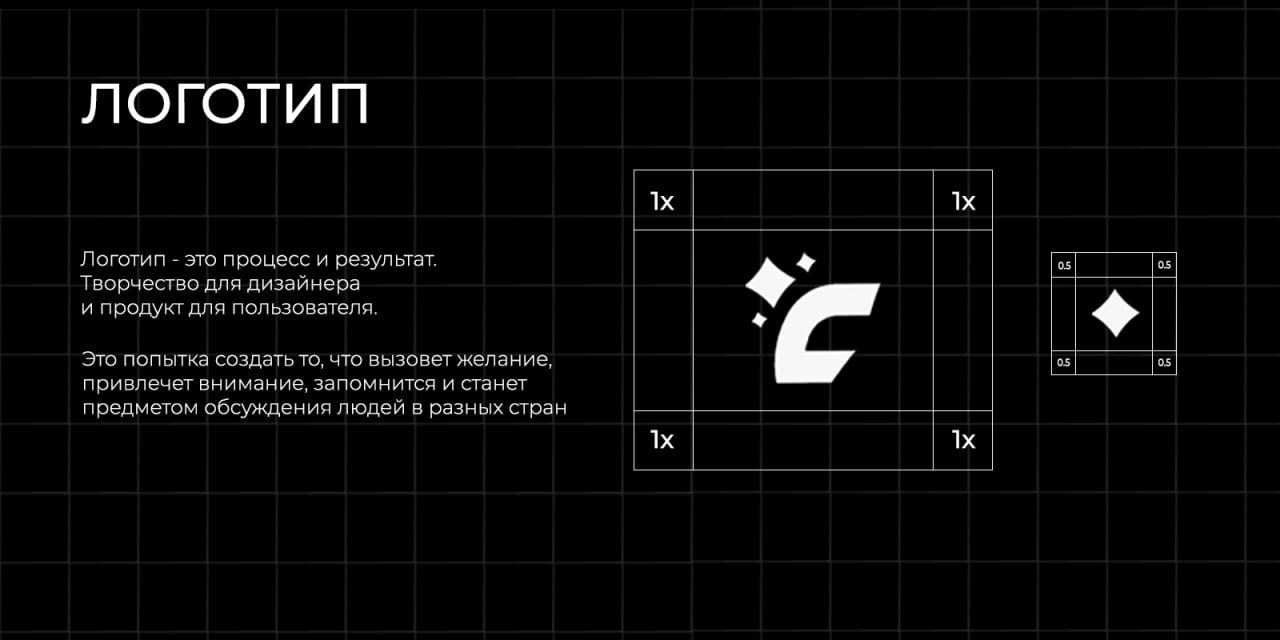 ЛОГОТИП
Логотип - это процесс и результат.
Творчество для дизайнера
и продукт для пользователя.
Это попытка создать то, что вызовет желание,
привлечет внимание, запомнится и станет
предметом обсуждения людей в разных стран
1x
1x
1x
1x
0.5
0.5
0.5
0.5